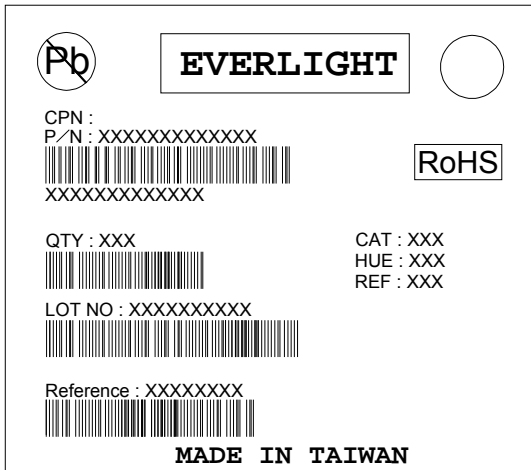 Pb
EVERLIGHT
CPN :
P/N : XXXXXXXXXXXXX
RoHS
XXXXXXXXXXXXX
QTY : XXX
CAT : XXX
HUE : XXX
REF : XXX
LOT NO : XXXXXXXXXX
Reference : XXXXXXXX
MADE IN TAIWAN